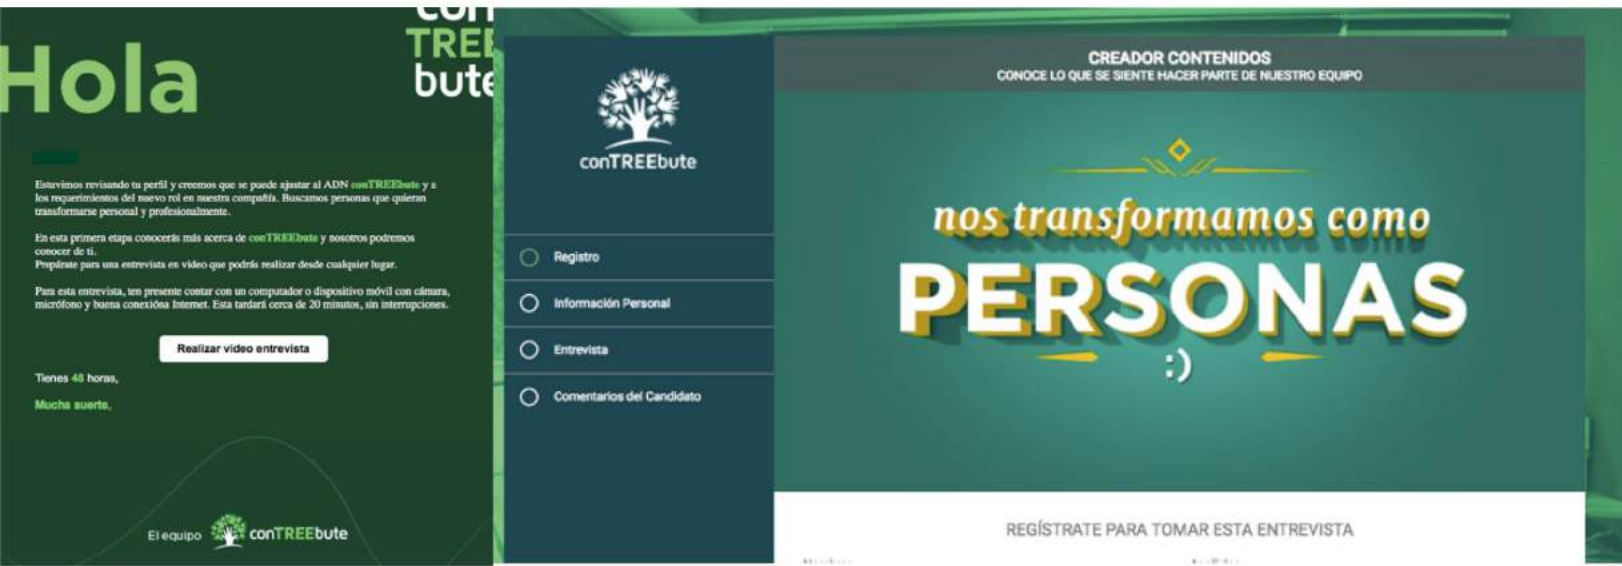 Hola
TREE
bute
Estuvimos revisando tu perfil y creemos que se puede ajustar al ADN conTREEbute y a
los requerimientos del nuevo rol en nuestra compañía. Buscamos personas que quieran
transformarse personal y profesionalmente.
En esta primera etapa conocerás más acerca de conTREEbute y nosotros podremos
conocer de ti.
Prepárate para una entrevista en video que podrás realizar desde cualquier lugar.
Para esta entrevista, ten presente contar con un computador o dispositivo móvil con cámara,
micrófono y buena conexióna Internet. Esta tardará cerca de 20 minutos, sin interrupciones.
Realizar video entrevista
Tienes 48 horas,
Mucha suerte,
El equipo conTREEbute
conTREEbute
Registro
Información Personal
Entrevista
Comentarios del Candidato
CREADOR CONTENIDOS
CONOCE LO QUE SE SIENTE HACER PARTE DE NUESTRO EQUIPO
nos transformamos como
PERSONAS
:)
REGÍSTRATE PARA TOMAR ESTA ENTREVISTA